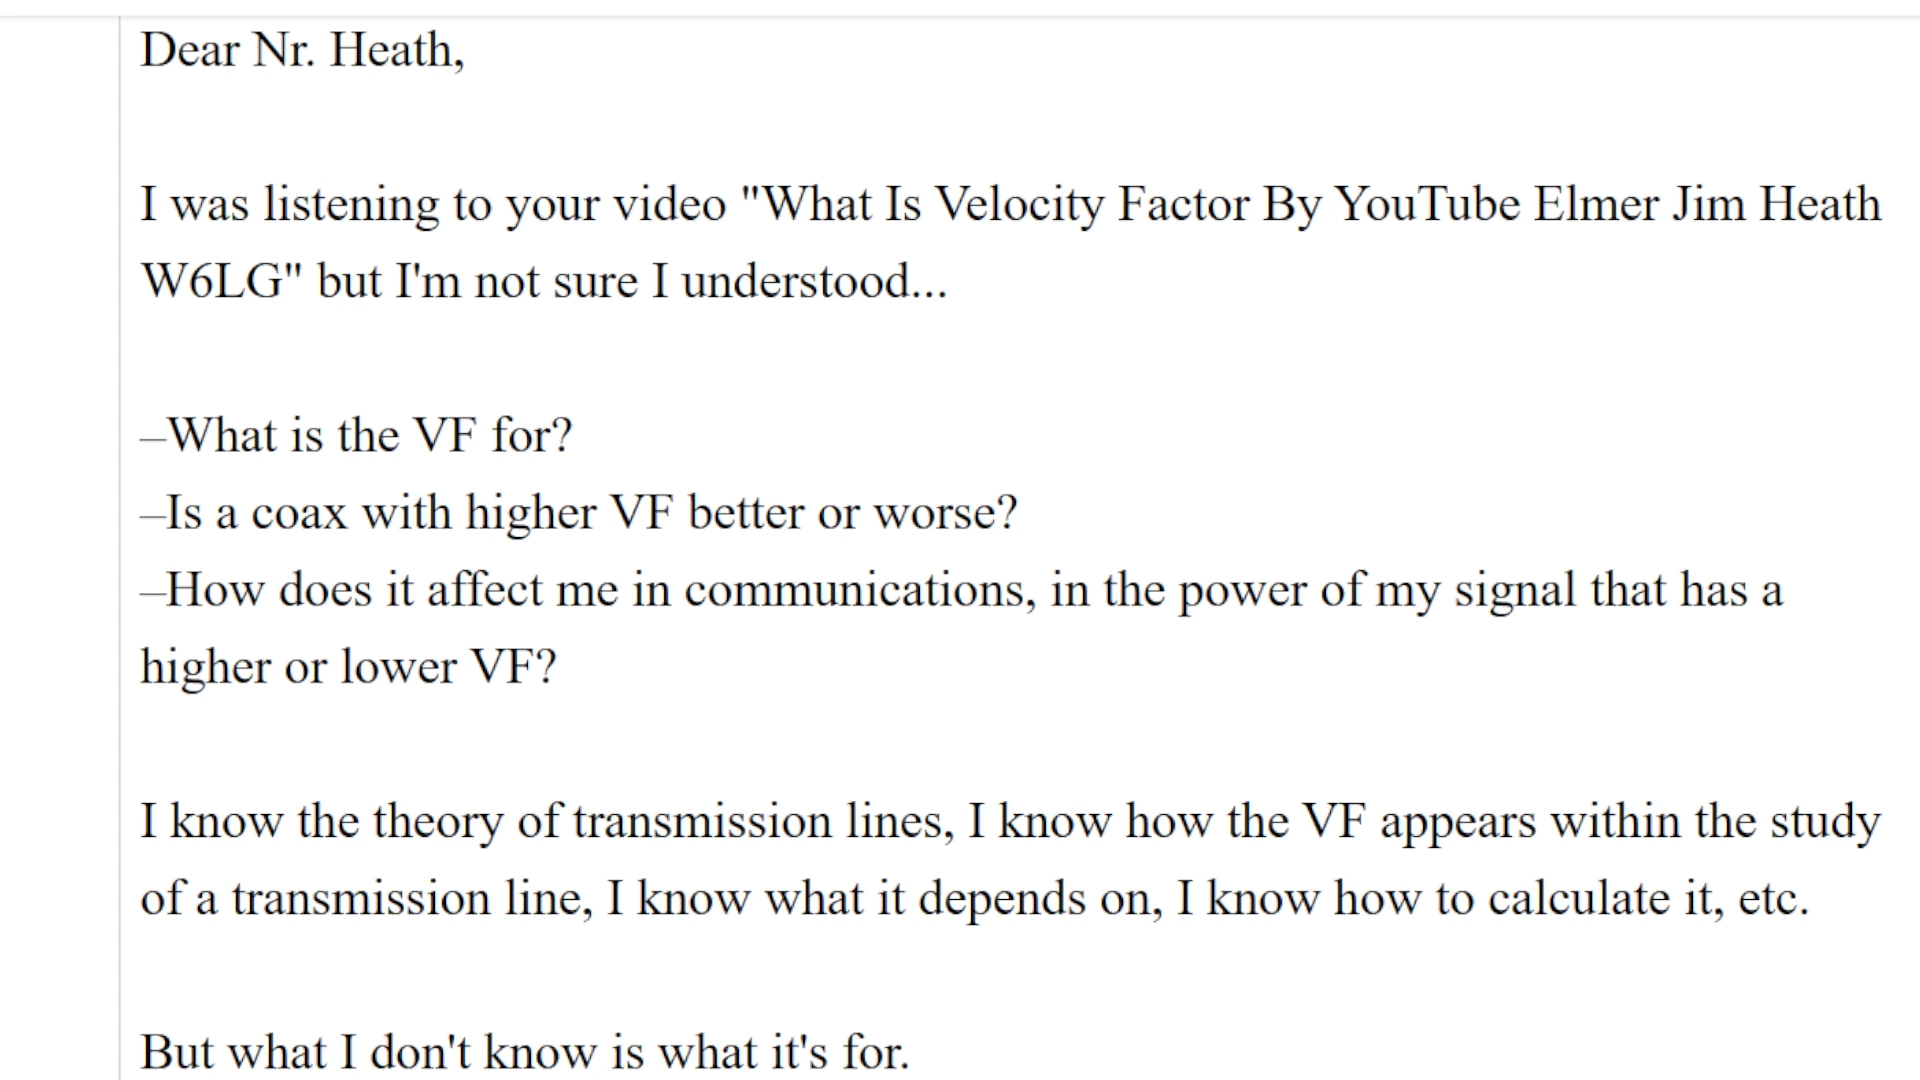 Dear Nr. Heath,
I was listening to your video "What Is Velocity Factor By YouTube Elmer Jim Heath
W6LG" but I'm not sure I understood...
–What is the VF for?
–Is a coax with higher VF better or worse?
–How does it affect me in communications, in the power of my signal that has a
higher or lower VF?
I know the theory of transmission lines, I know how the VF appears within the study
of a transmission line, I know what it depends on, I know how to calculate it, etc.
But what I don't know is what it's for.